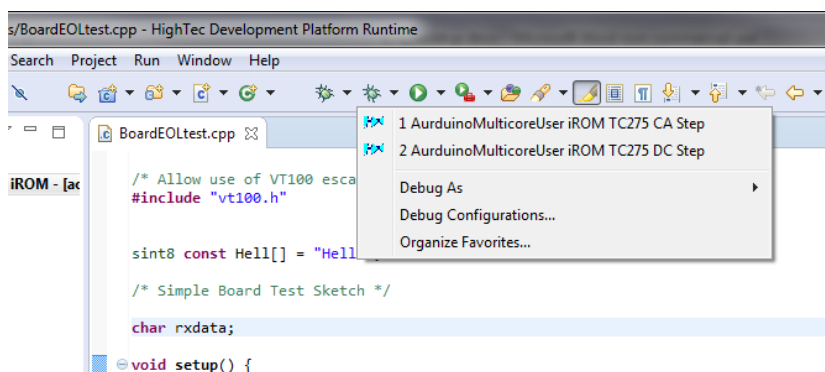 s/BoardEOLtest.cpp - HighTec Development Platform Runtime
Search Project Run Window Help
BoardEOLtest.cpp
1 AurduinoMulticoreUser iROM TC275 CA Step
2 AurduinoMulticoreUser iROM TC275 DC Step
Debug As
Debug Configurations...
Organize Favorites...
iROM - [ac
/* Allow use of VT100 esca
#include "vt100.h"
sint8 const Hell[] = "Hell
/* Simple Board Test Sketch */
char rxdata;
void setup() {